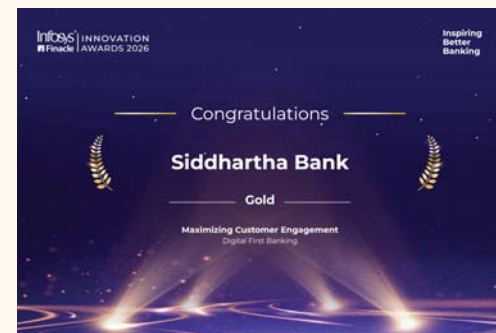 Infosys | INNOVATION
Finacle | AWARDS 2026
Inspiring
Better
Banking
Congratulations
Siddhartha Bank
Gold
Maximizing Customer Engagement
Digital First Banking